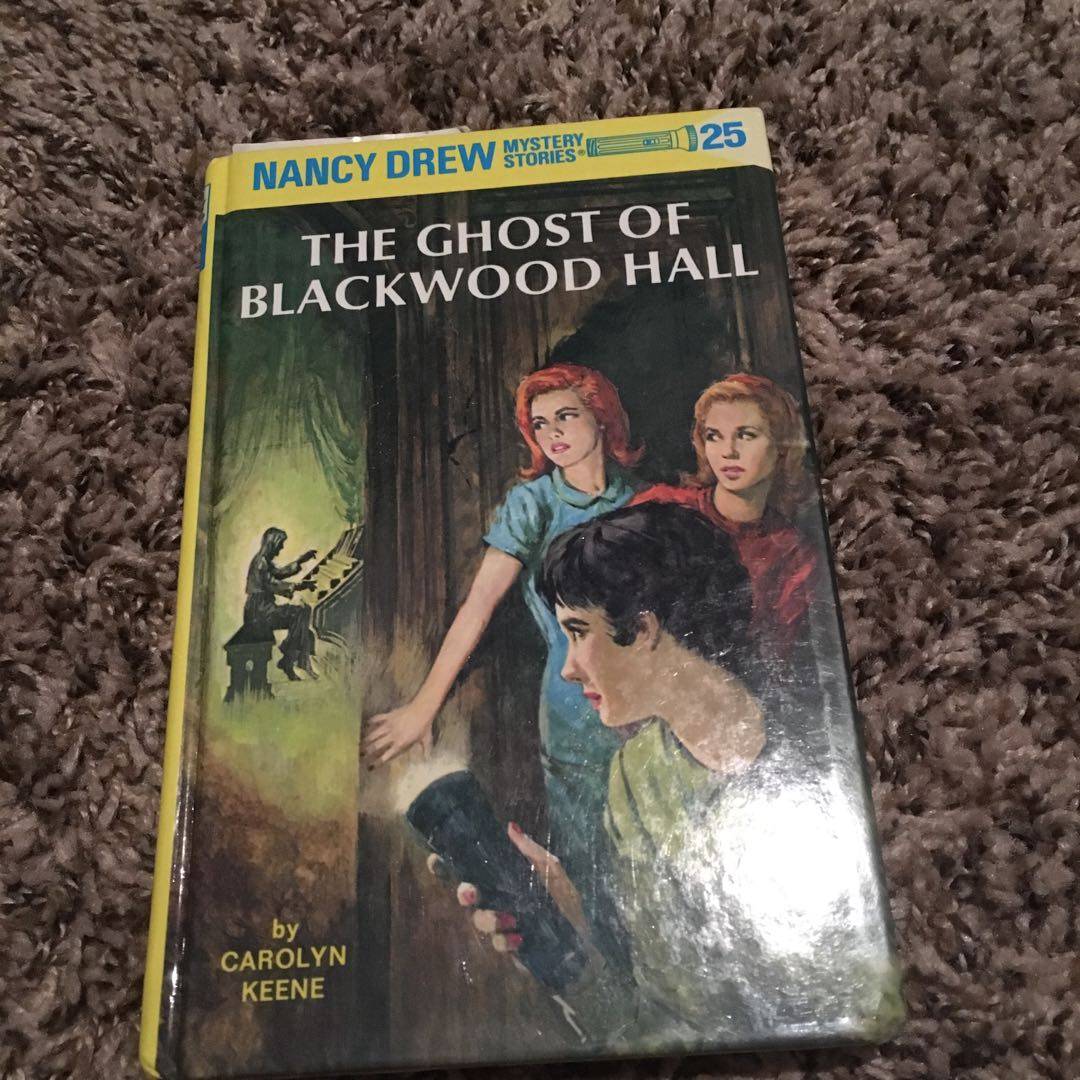 NANCY DREW MYSTERY STORIES® 25
THE GHOST OF
BLACKWOOD HALL
by
CAROLYN
KEENE